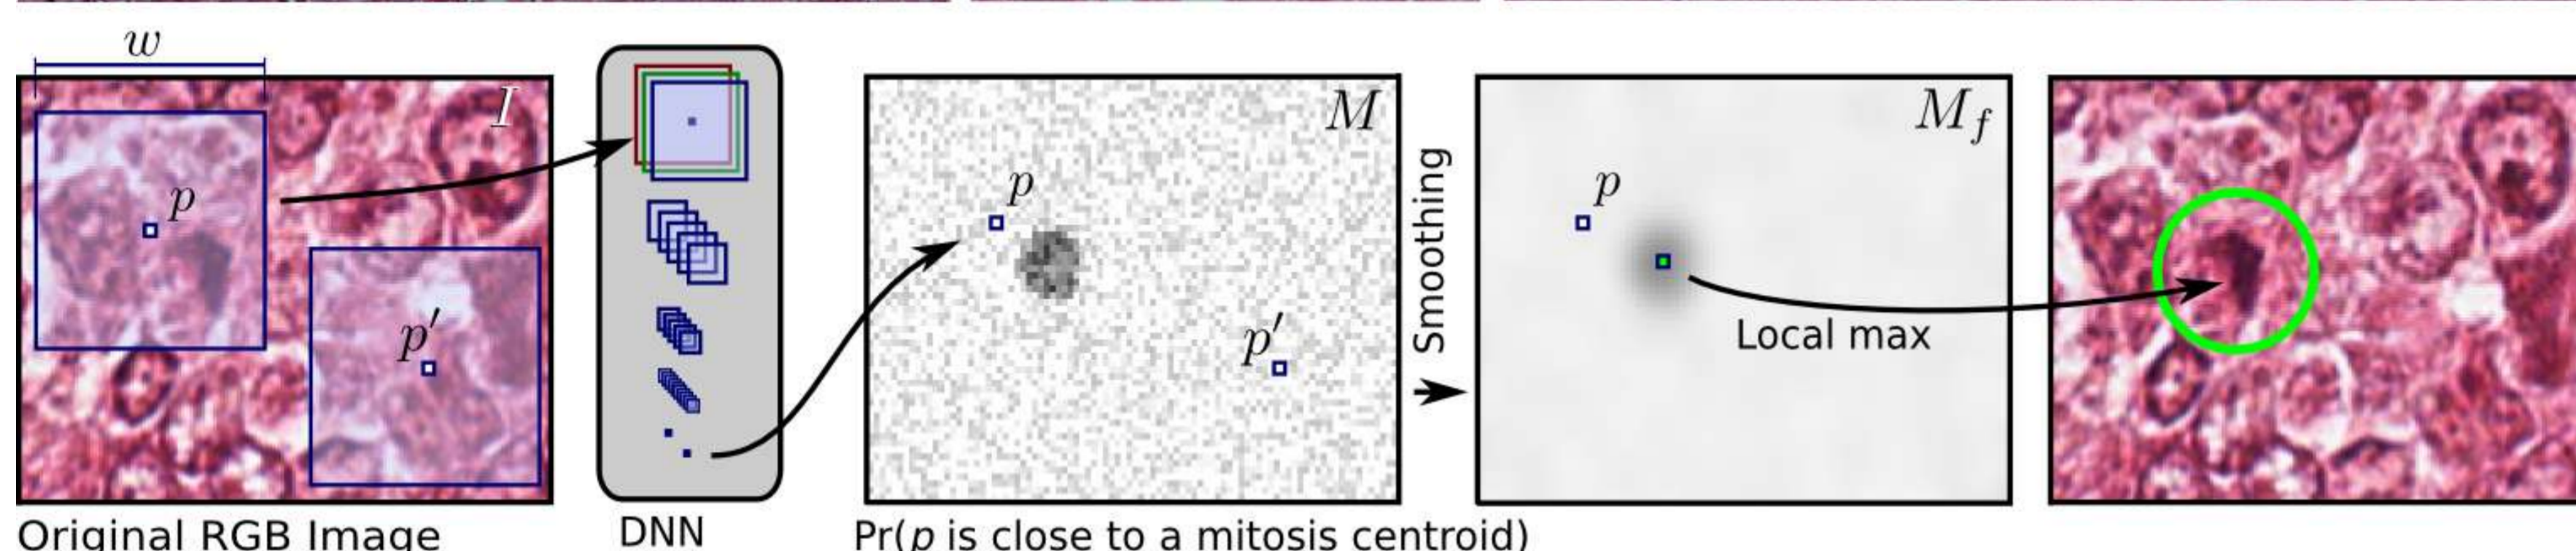 w
I
p
p′
Original RGB Image
DNN
M
p
p′
Pr(p is close to a mitosis centroid)
Smoothing
M_f
p
Local max